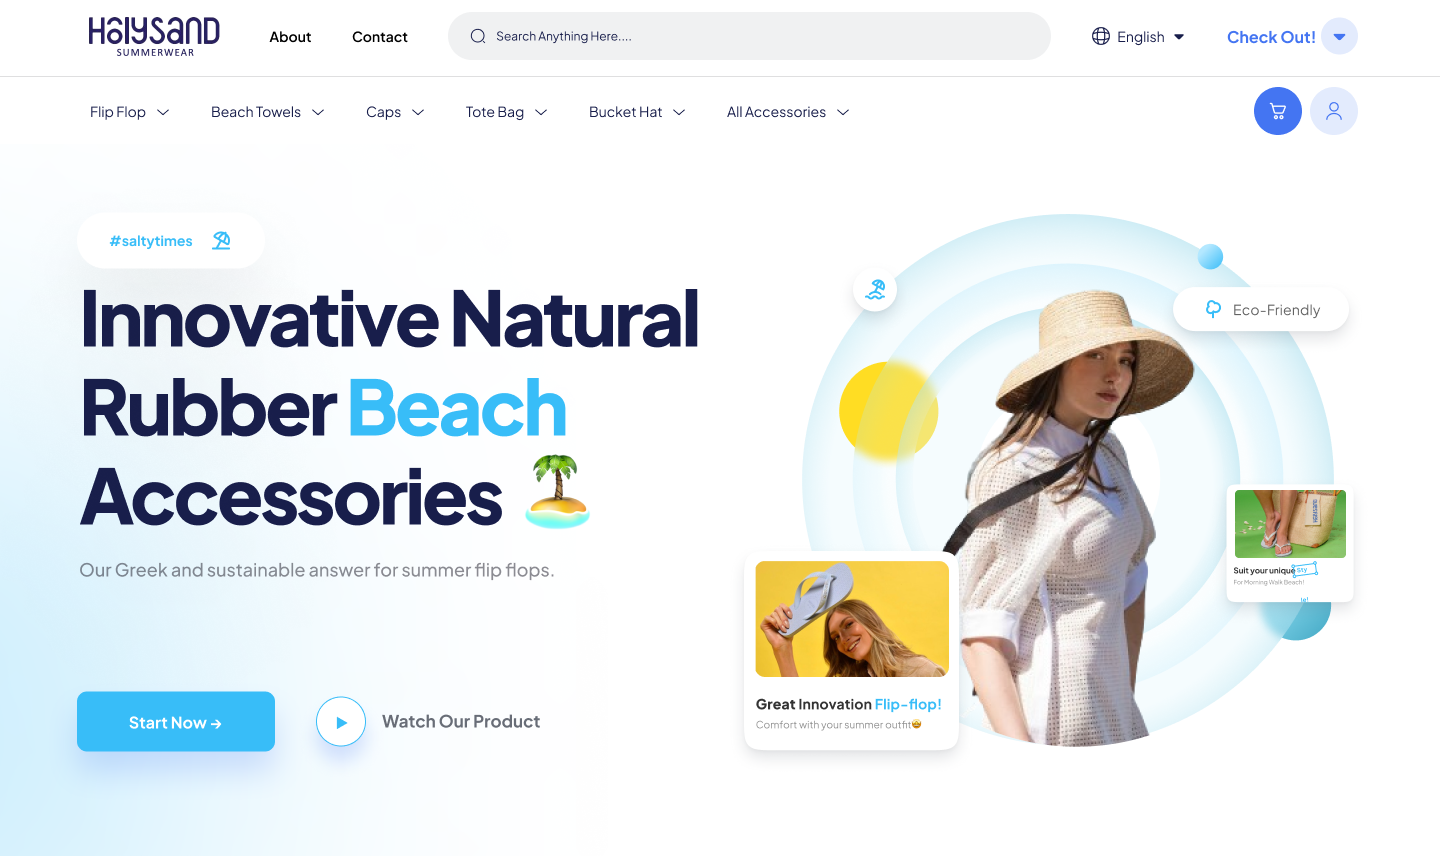 HOLYSAND
SUMMERWEAR
About
Contact
Search Anything Here....
English
Check Out!
Flip Flop
Beach Towels
Caps
Tote Bag
Bucket Hat
All Accessories
#saltytimes
Innovative Natural
Rubber Beach
Accessories
Our Greek and sustainable answer for summer flip flops.
Start Now →
Watch Our Product
Eco-Friendly
Great Innovation Flip-flop!
Comfort with your summer outfit🤩
Suit your unique Sty
For Morning Walk Beach!
le!